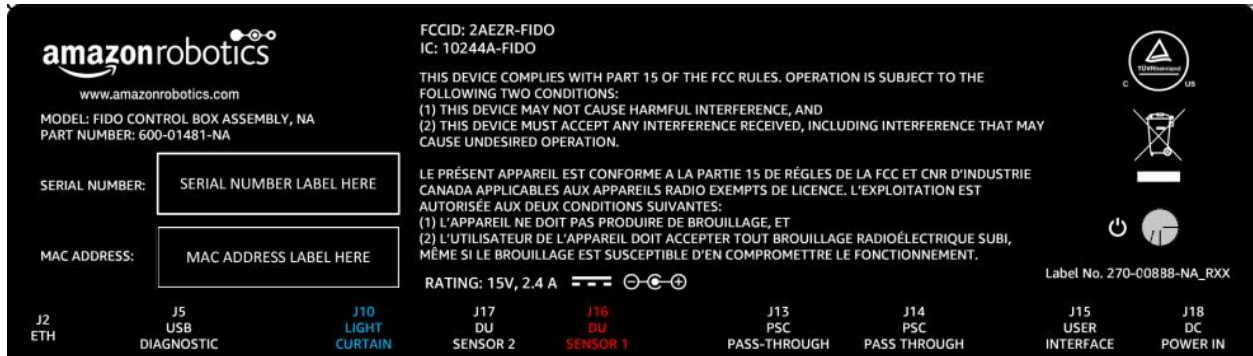 amazonrobotics
www.amazonrobotics.com
MODEL: FIDO CONTROL BOX ASSEMBLY, NA
PART NUMBER: 600-01481-NA
SERIAL NUMBER:
SERIAL NUMBER LABEL HERE
MAC ADDRESS:
MAC ADDRESS LABEL HERE
FCCID: 2AEZR-FIDO
IC: 10244A-FIDO
THIS DEVICE COMPLIES WITH PART 15 OF THE FCC RULES. OPERATION IS SUBJECT TO THE
FOLLOWING TWO CONDITIONS:
(1) THIS DEVICE MAY NOT CAUSE HARMFUL INTERFERENCE, AND
(2) THIS DEVICE MUST ACCEPT ANY INTERFERENCE RECEIVED, INCLUDING INTERFERENCE THAT MAY
CAUSE UNDESIRED OPERATION.
LE PRÉSENT APPAREIL EST CONFORME A LA PARTIE 15 DE RÉGLES DE LA FCC ET CNR D'INDUSTRIE
CANADA APPLICABLES AUX APPAREILS RADIO EXEMPTS DE LICENCE. L'EXPLOITATION EST
AUTORISÉE AUX DEUX CONDITIONS SUIVANTES:
(1) L'APPAREIL NE DOIT PAS PRODUIRE DE BROUILLAGE, ET
(2) L'UTILISATEUR DE L'APPAREIL DOIT ACCEPTER TOUT BROUILLAGE RADIOÉLECTRIQUE SUBI,
MÊME SI LE BROUILLAGE EST SUSCEPTIBLE D'EN COMPROMETTRE LE FONCTIONNEMENT.
RATING: 15V, 2.4 A
TÜVRheinland
C US
Label No. 270-00888-NA_RXX
J2
ETH
J5
USB
DIAGNOSTIC
J10
LIGHT
CURTAIN
J17
DU
SENSOR 2
J16
DU
SENSOR 1
J13
PSC
PASS-THROUGH
J14
PSC
PASS THROUGH
J15
USER
INTERFACE
J18
DC
POWER IN